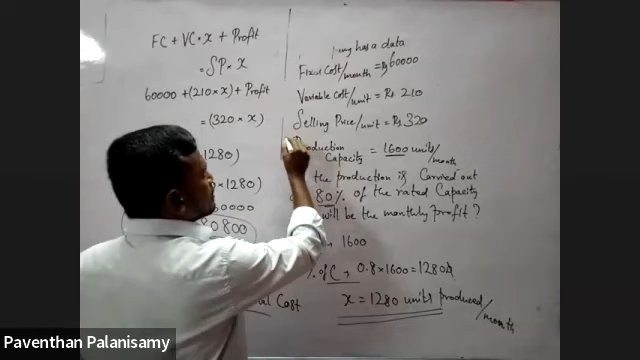 FC + VC*x + Profit
= SP*x
60000 + (210*x) + Profit
= (320 × x)
1280)
× 1280)
0000
0800
Cost
has a data
Fixed Cost/month = Rs 60000
Variable Cost/unit = Rs 210
Selling Price/unit = Rs. 320
oduction Capacity = 1600 units/month
the production is Carried out
80% of the rated Capacity
will be the monthly profit ?
1600
% of C → 0.8×1600 = 1280
x = 1280 units produced/month
Paventhan Palanisamy